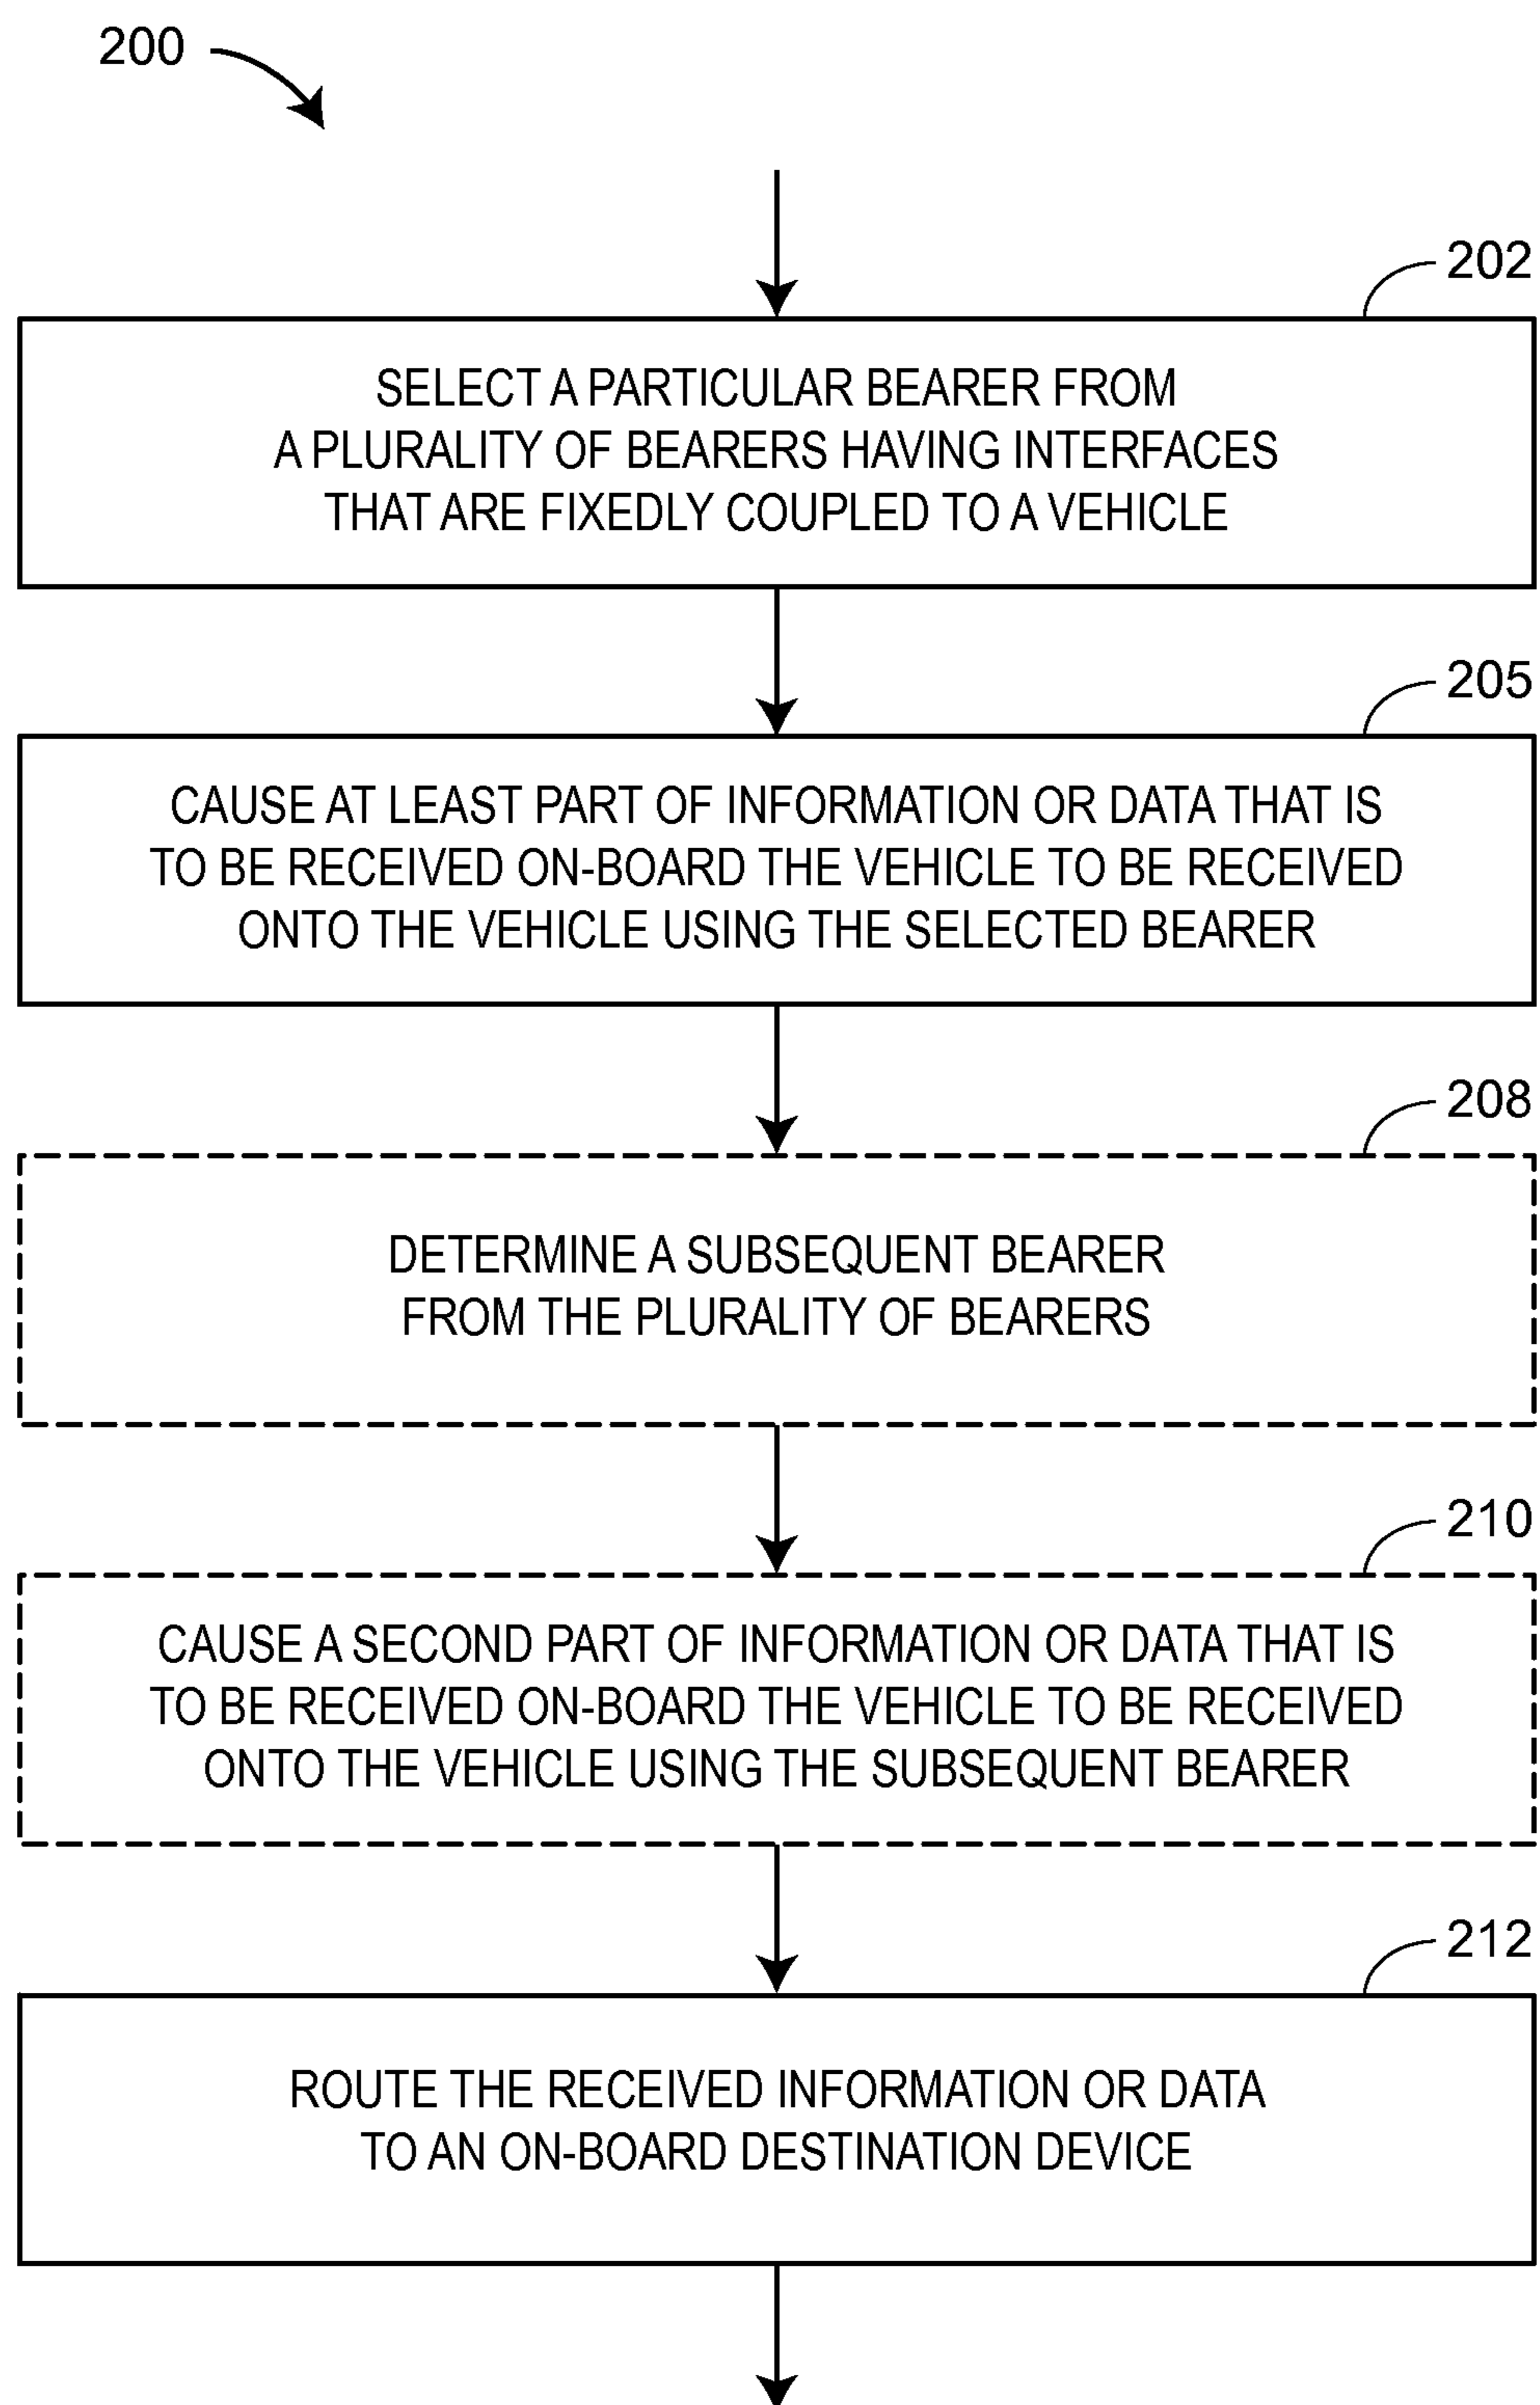 200
202
SELECT A PARTICULAR BEARER FROM
A PLURALITY OF BEARERS HAVING INTERFACES
THAT ARE FIXEDLY COUPLED TO A VEHICLE
205
CAUSE AT LEAST PART OF INFORMATION OR DATA THAT IS
TO BE RECEIVED ON-BOARD THE VEHICLE TO BE RECEIVED
ONTO THE VEHICLE USING THE SELECTED BEARER
208
DETERMINE A SUBSEQUENT BEARER
FROM THE PLURALITY OF BEARERS
210
CAUSE A SECOND PART OF INFORMATION OR DATA THAT IS
TO BE RECEIVED ON-BOARD THE VEHICLE TO BE RECEIVED
ONTO THE VEHICLE USING THE SUBSEQUENT BEARER
212
ROUTE THE RECEIVED INFORMATION OR DATA
TO AN ON-BOARD DESTINATION DEVICE